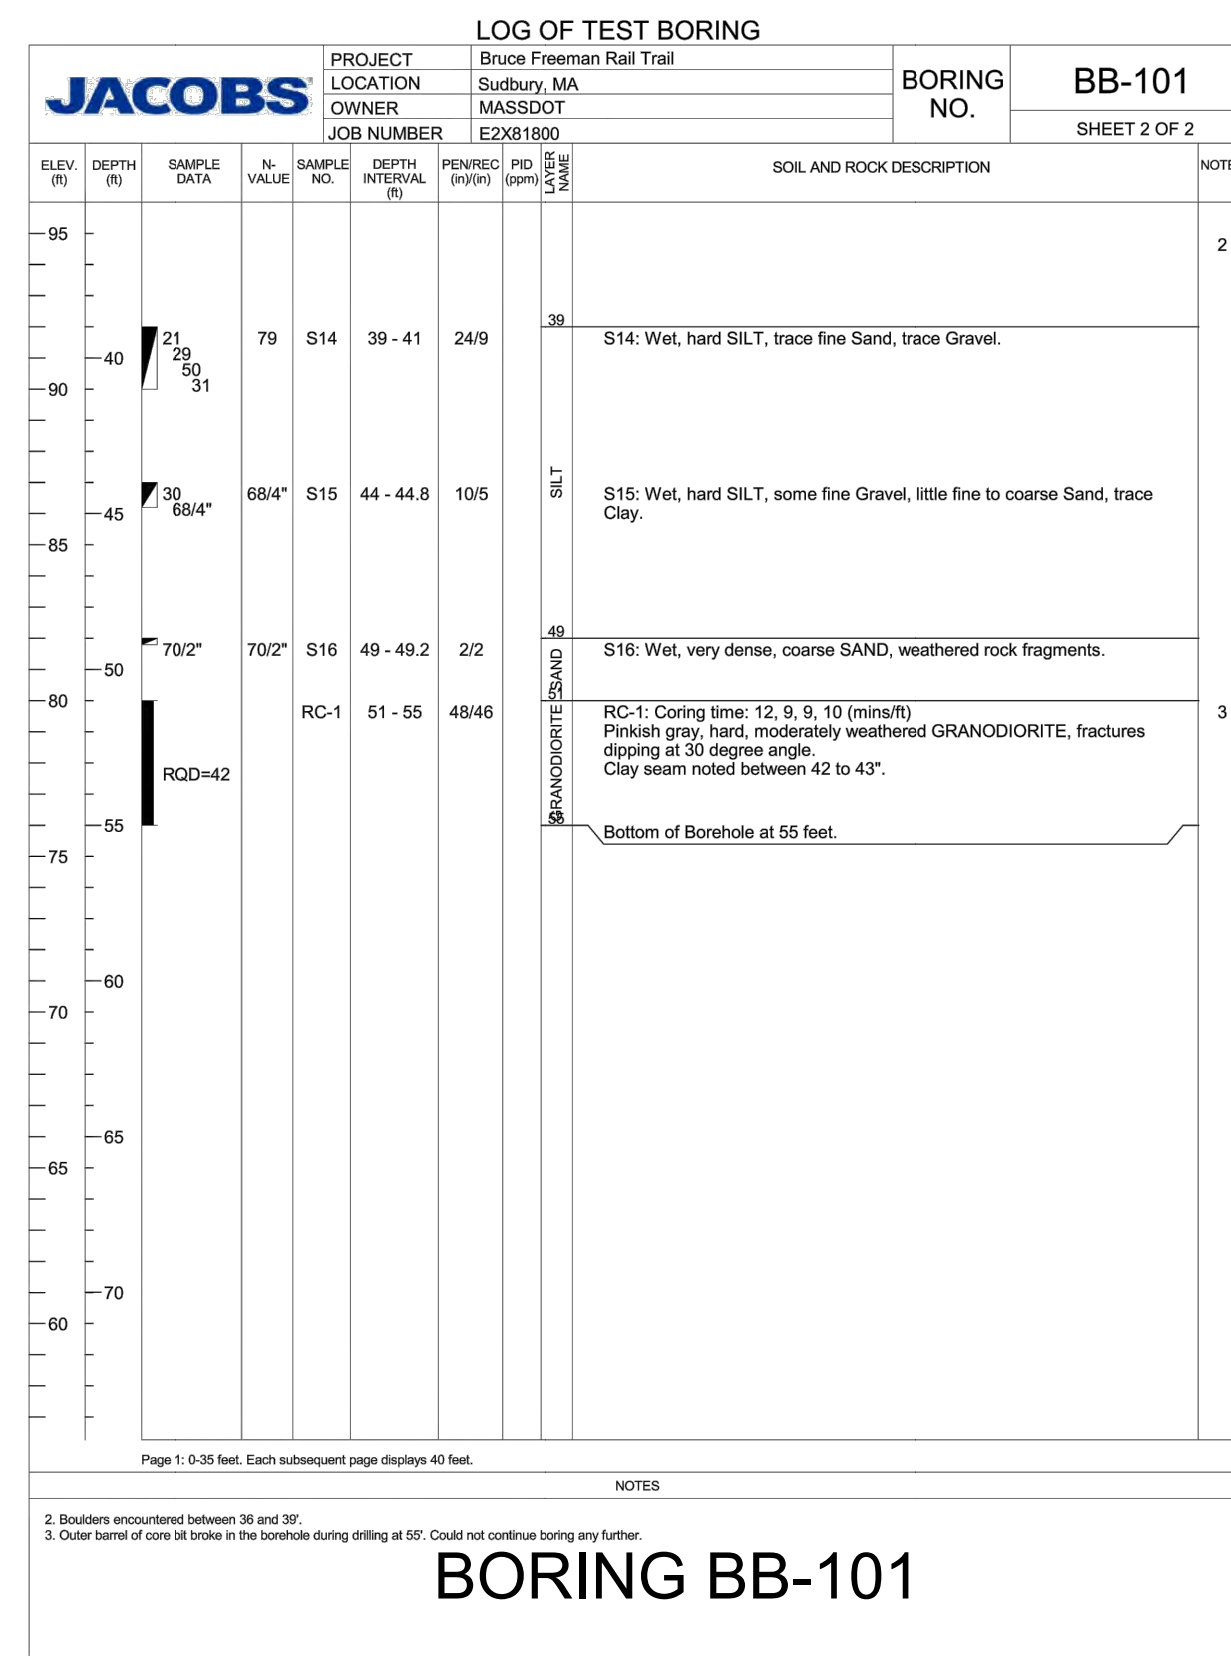 LOG OF TEST BORING
JACOBS
PROJECT Bruce Freeman Rail Trail
LOCATION Sudbury, MA
OWNER MASSDOT
JOB NUMBER E2X81800
BORING NO.
BB-101
SHEET 2 OF 2
ELEV. (ft) DEPTH (ft) SAMPLE DATA N-VALUE SAMPLE NO. DEPTH INTERVAL (ft) PEN/REC (in)/(in) PID (ppm) LAYER NAME SOIL AND ROCK DESCRIPTION NOTE
95
2
39
21 79 S14 39 - 41 24/9 S14: Wet, hard SILT, trace fine Sand, trace Gravel.
40 29
50
90 31
SILT
30 68/4" S15 44 - 44.8 10/5 S15: Wet, hard SILT, some fine Gravel, little fine to coarse Sand, trace
45 68/4" Clay.
85
49
70/2" 70/2" S16 49 - 49.2 2/2 S16: Wet, very dense, coarse SAND, weathered rock fragments.
50
SAND
51
80
RC-1 51 - 55 48/46 RC-1: Coring time: 12, 9, 9, 10 (mins/ft) 3
Pinkish gray, hard, moderately weathered GRANODIORITE, fractures
dipping at 30 degree angle.
Clay seam noted between 42 to 43".
RQD=42
GRANODIORITE
55
55 Bottom of Borehole at 55 feet.
75
60
70
65
65
70
60
Page 1: 0-35 feet. Each subsequent page displays 40 feet.
NOTES
2. Boulders encountered between 36 and 39'.
3. Outer barrel of core bit broke in the borehole during drilling at 55'. Could not continue boring any further.
BORING BB-101